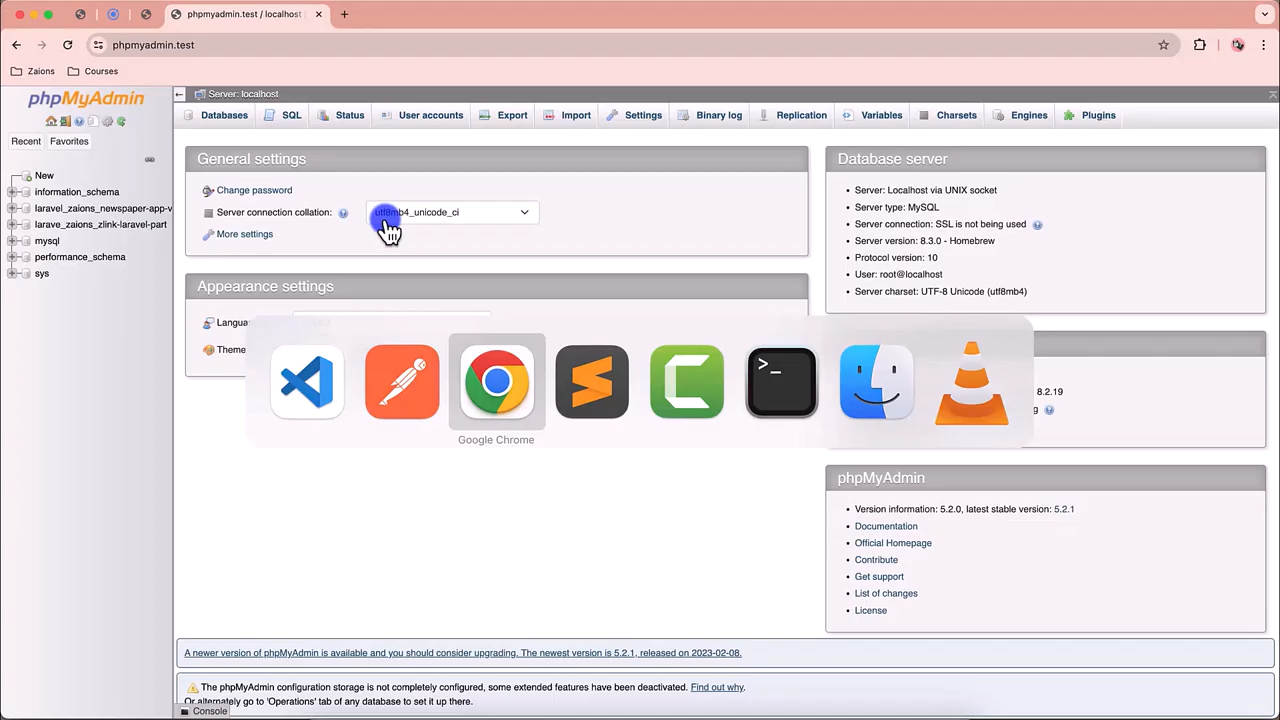 phpmyadmin.test / localhost
phpmyadmin.test
Zaions
Courses
phpMyAdmin
Recent
Favorites
New
information_schema
laravel_zaions_newspaper-app-v
larave_zaions_zlink-laravel-part
mysql
performance_schema
sys
Server: localhost
Databases
SQL
Status
User accounts
Export
Import
Settings
Binary log
Replication
Variables
Charsets
Engines
Plugins
General settings
Change password
Server connection collation:
utf8mb4_unicode_ci
More settings
Appearance settings
Langua
Theme
Database server
Server: Localhost via UNIX socket
Server type: MySQL
Server connection: SSL is not being used
Server version: 8.3.0 - Homebrew
Protocol version: 10
User: root@localhost
Server charset: UTF-8 Unicode (utf8mb4)
8.2.19
>_
Google Chrome
phpMyAdmin
Version information: 5.2.0, latest stable version: 5.2.1
Documentation
Official Homepage
Contribute
Get support
List of changes
License
A newer version of phpMyAdmin is available and you should consider upgrading. The newest version is 5.2.1, released on 2023-02-08.
The phpMyAdmin configuration storage is not completely configured, some extended features have been deactivated. Find out why.
Or alternately go to 'Operations' tab of any database to set it up there.
Console